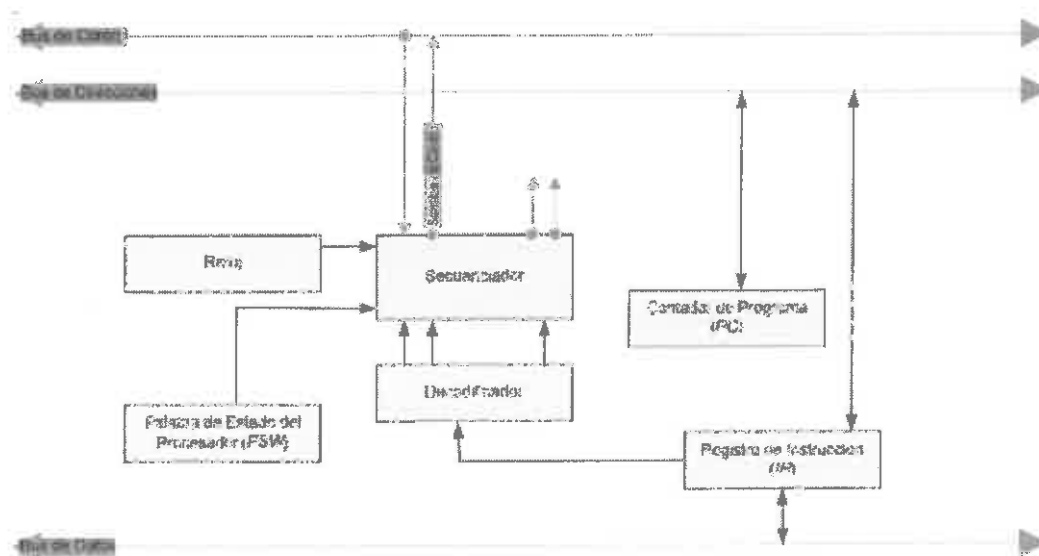 Bus de Control
Bus de Direcciones
Reloj
Secuenciador
Contador de Programa
(PC)
Decodificador
Palabra de Estado del
Procesador (PSW)
Registro de Instrucción
(IR)
Bus de Datos